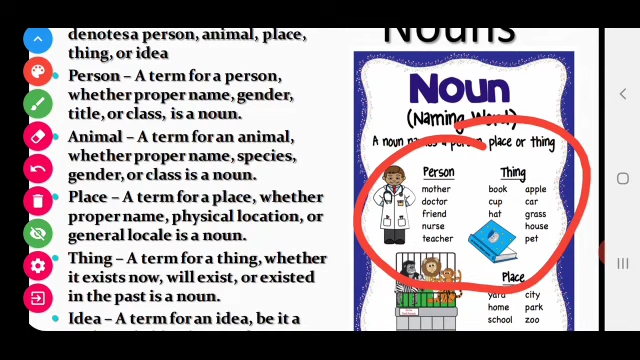 denotes a person, animal, place,
thing, or idea
Person – A term for a person,
whether proper name, gender,
title, or class, is a noun.
Animal – A term for an animal,
whether proper name, species,
gender, or class is a noun.
Place – A term for a place, whether
proper name, physical location, or
general locale is a noun.
Thing – A term for a thing, whether
it exists now, will exist, or existed
in the past is a noun.
Idea – A term for an idea, be it a
Nouns
Noun
(Naming Word)
A noun names a person, place or thing
Person
mother
doctor
friend
nurse
teacher
Thing
book apple
cup car
hat grass
house
pet
Place
yard city
home park
school zoo